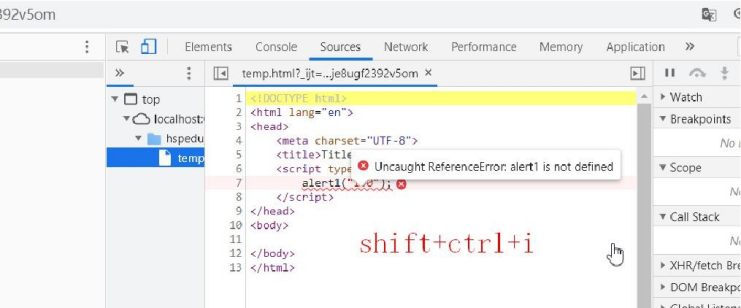 2392v5om
Elements Console Sources Network Performance Memory Application »
» temp.html?_ijt=...je8ugf2392v5om ×
top
localhost:
hspedu
temp
1 <!DOCTYPE html>
2 <html lang="en">
3 <head>
4 <meta charset="UTF-8">
5 <title>Title
6 <script type
Uncaught ReferenceError: alert1 is not defined
7 alert1(" 0");
8 </script>
9 </head>
10 <body>
11
12 </body>
13 </html>
shift+ctrl+i
Watch
Breakpoints
No
Scope
No
Call Stack
No
XHR/fetch Bre
DOM Breakpo
Global Listener